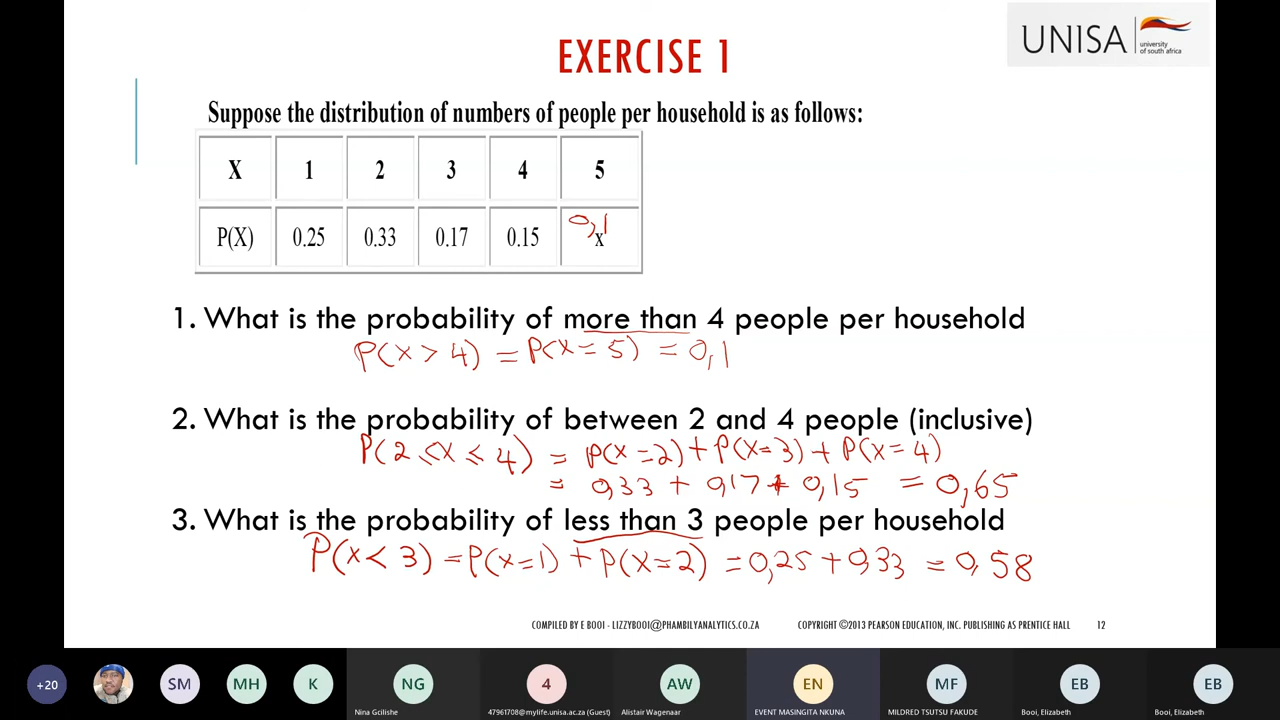 UNISA university of south africa
EXERCISE 1
Suppose the distribution of numbers of people per household is as follows:
X 1 2 3 4 5
P(X) 0.25 0.33 0.17 0.15 0,1 x
1. What is the probability of more than 4 people per household
P(X > 4) = P(X = 5) = 0,1
2. What is the probability of between 2 and 4 people (inclusive)
P(2 ≤ X ≤ 4) = P(X = 2) + P(X = 3) + P(X = 4)
= 0,33 + 0,17 + 0,15 = 0,65
3. What is the probability of less than 3 people per household
P(X < 3) = P(X = 1) + P(X = 2) = 0,25 + 0,33 = 0,58
COMPILED BY E BOOI - LIZZYBOOI@PHAMBILYANALYTICS.CO.ZA COPYRIGHT ©2013 PEARSON EDUCATION, INC. PUBLISHING AS PRENTICE HALL 12
+20 SM MH K NG 4 AW EN MF EB EB
Nina Gcilishe 47961708@mylife.unisa.ac.za (Guest) Alistair Wagenaar EVENT MASINGITA NKUNA MILDRED TSUTSU FAKUDE Booi, Elizabeth Booi, Elizabeth